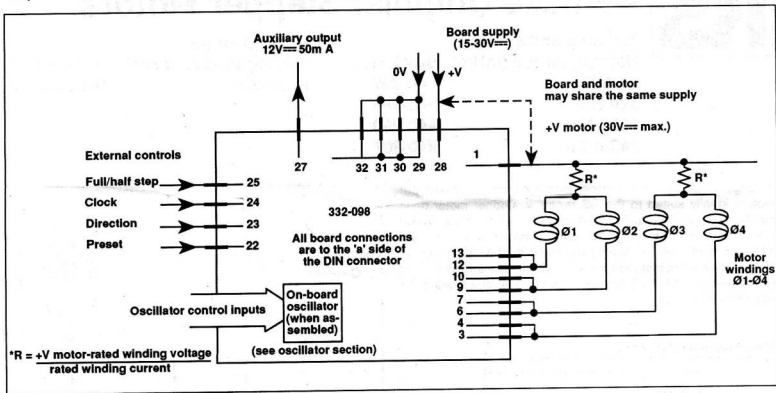 Auxiliary output
12V⎓ 50m A
Board supply
(15-30V⎓)
0V
+V
Board and motor
may share the same supply
+V motor (30V⎓ max.)
External controls
27
32 31 30 29 28
1
R*
R*
Full/half step
25
Clock
24
Direction
23
Preset
22
332-098
All board connections
are to the 'a' side of
the DIN connector
Ø1
Ø2
Ø3
Ø4
Motor
windings
Ø1-Ø4
13
12
10
9
7
6
4
3
Oscillator control inputs
On-board
oscillator
(when as-
sembled)
(see oscillator section)
*R = +V motor-rated winding voltage
rated winding current